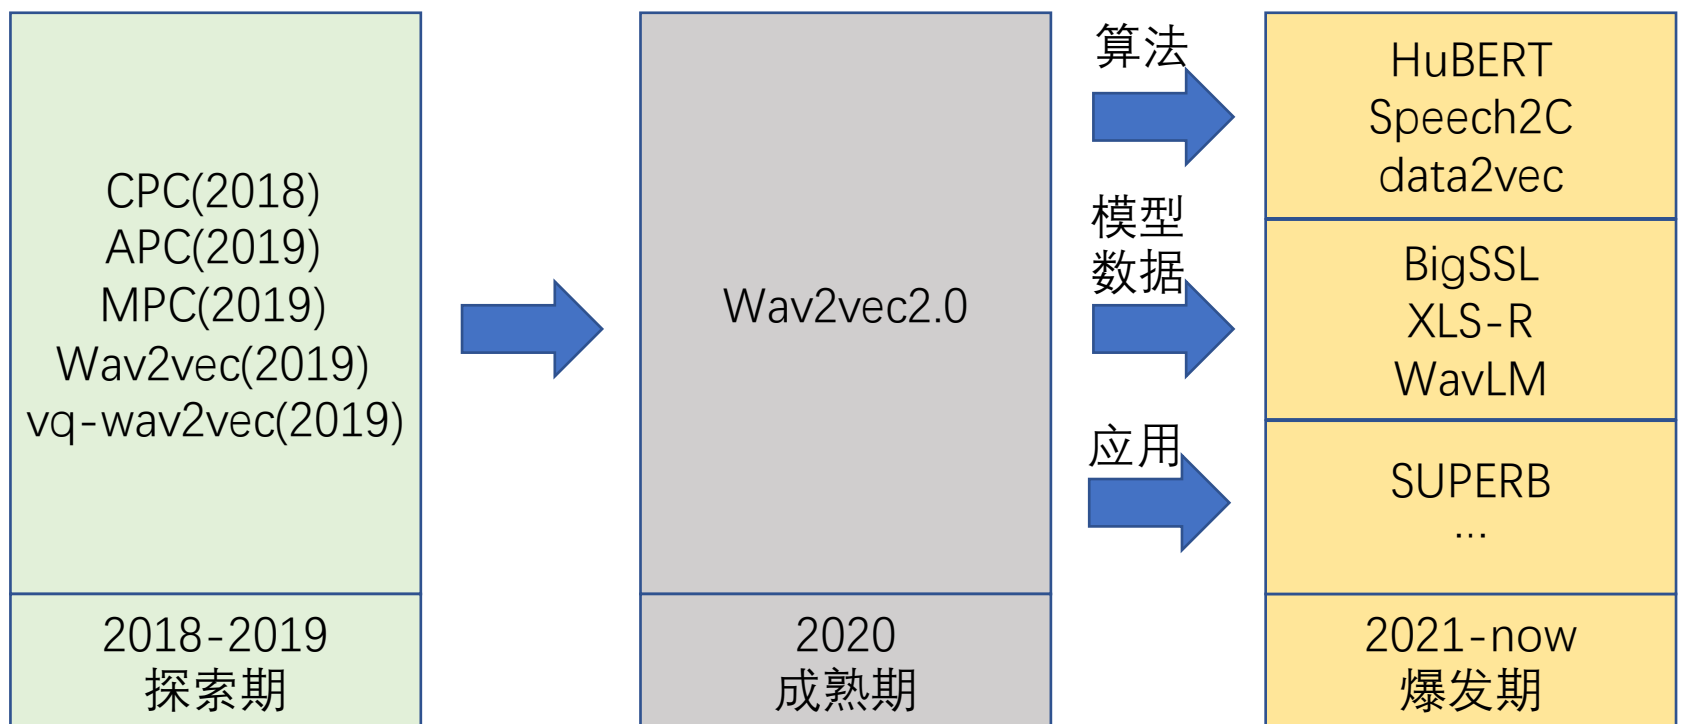 CPC(2018)
APC(2019)
MPC(2019)
Wav2vec(2019)
vq-wav2vec(2019)
2018-2019
探索期
Wav2vec2.0
2020
成熟期
算法
模型
数据
应用
HuBERT
Speech2C
data2vec
BigSSL
XLS-R
WavLM
SUPERB
...
2021-now
爆发期